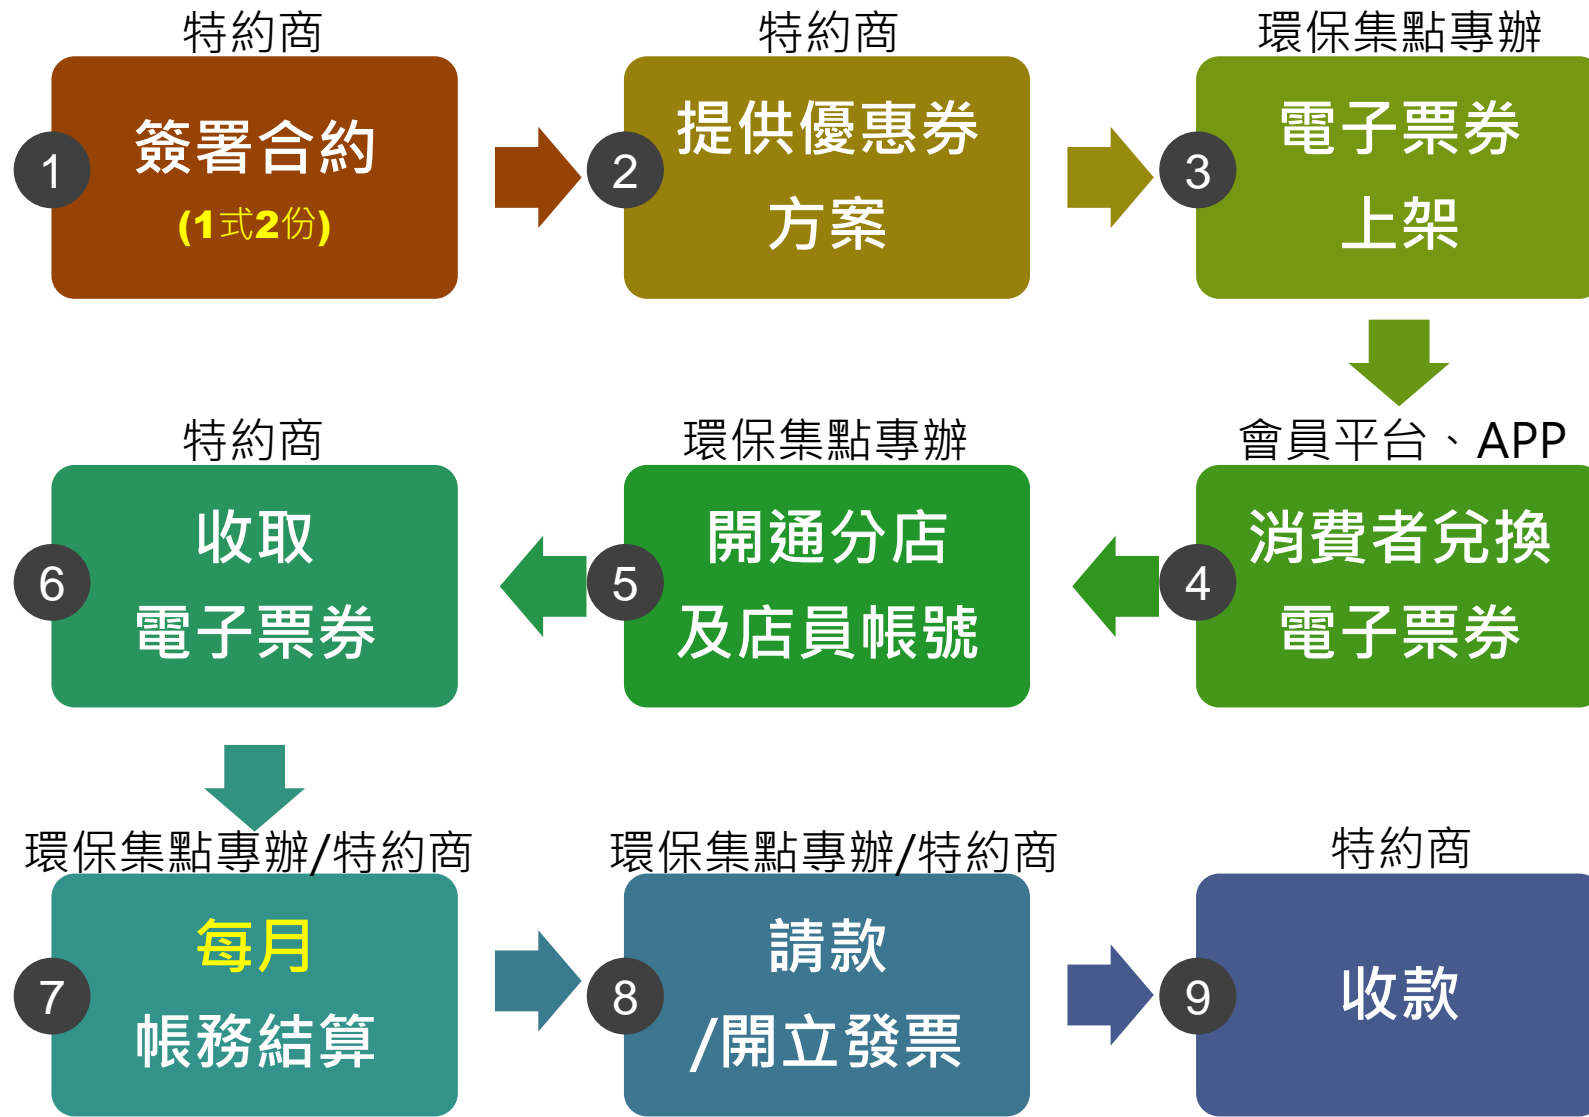 特約商
1
簽署合約
(1式2份)
特約商
2
提供優惠券
方案
環保集點專辦
3
電子票券
上架
會員平台、APP
4
消費者兌換
電子票券
環保集點專辦
5
開通分店
及店員帳號
特約商
6
收取
電子票券
環保集點專辦/特約商
7
每月
帳務結算
環保集點專辦/特約商
8
請款
/開立發票
特約商
9
收款